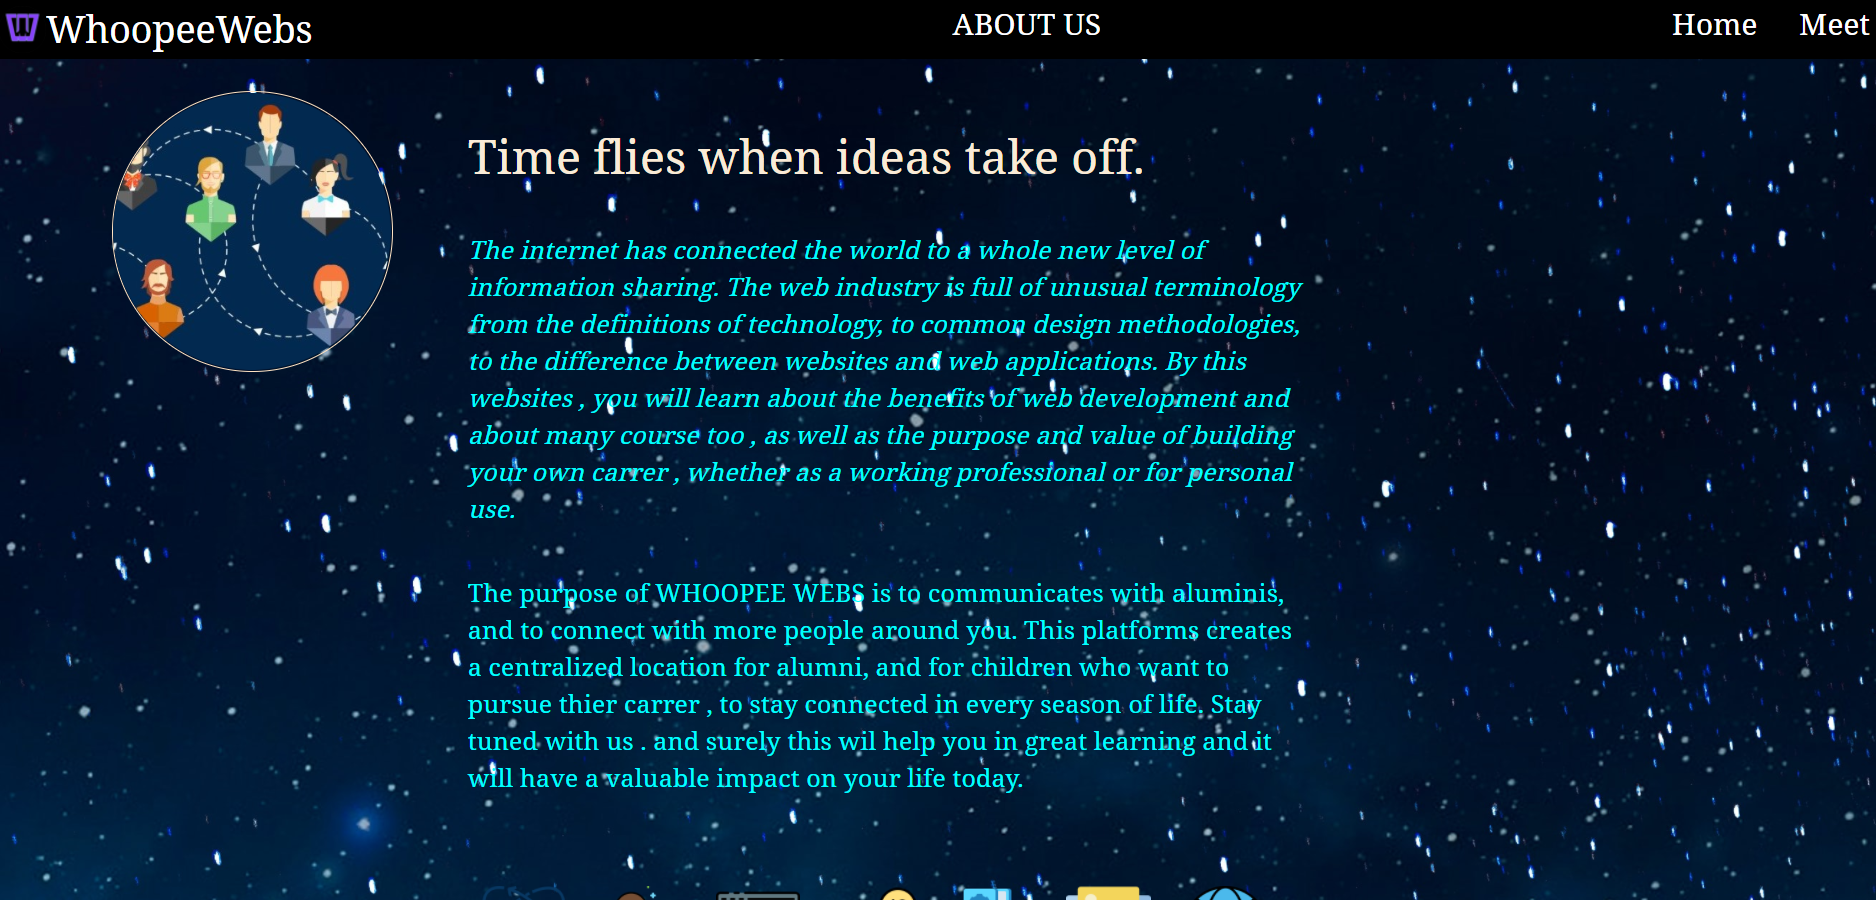 WhoopeeWebs
ABOUT US
Home
Meet
Time flies when ideas take off.
The internet has connected the world to a whole new level of
information sharing. The web industry is full of unusual terminology
from the definitions of technology, to common design methodologies,
to the difference between websites and web applications. By this
websites , you will learn about the benefits of web development and
about many course too , as well as the purpose and value of building
your own carrer , whether as a working professional or for personal
use.
The purpose of WHOOPEE WEBS is to communicates with aluminis,
and to connect with more people around you. This platforms creates
a centralized location for alumni, and for children who want to
pursue thier carrer , to stay connected in every season of life. Stay
tuned with us . and surely this wil help you in great learning and it
will have a valuable impact on your life today.